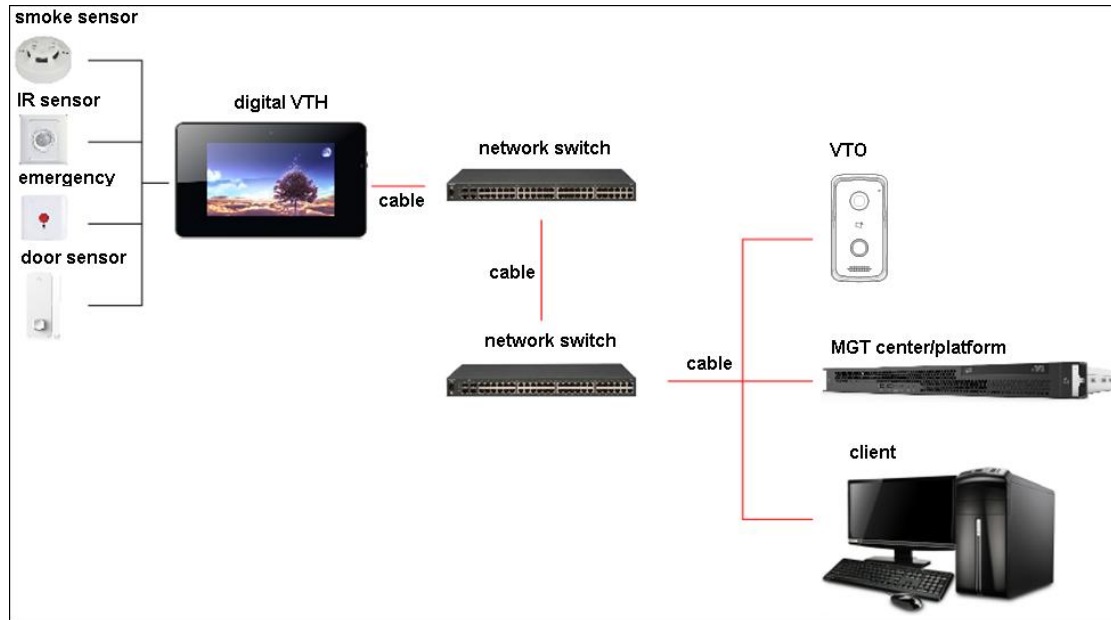 smoke sensor
IR sensor
digital VTH
emergency
door sensor
cable
network switch
cable
network switch
cable
VTO
MGT center/platform
client